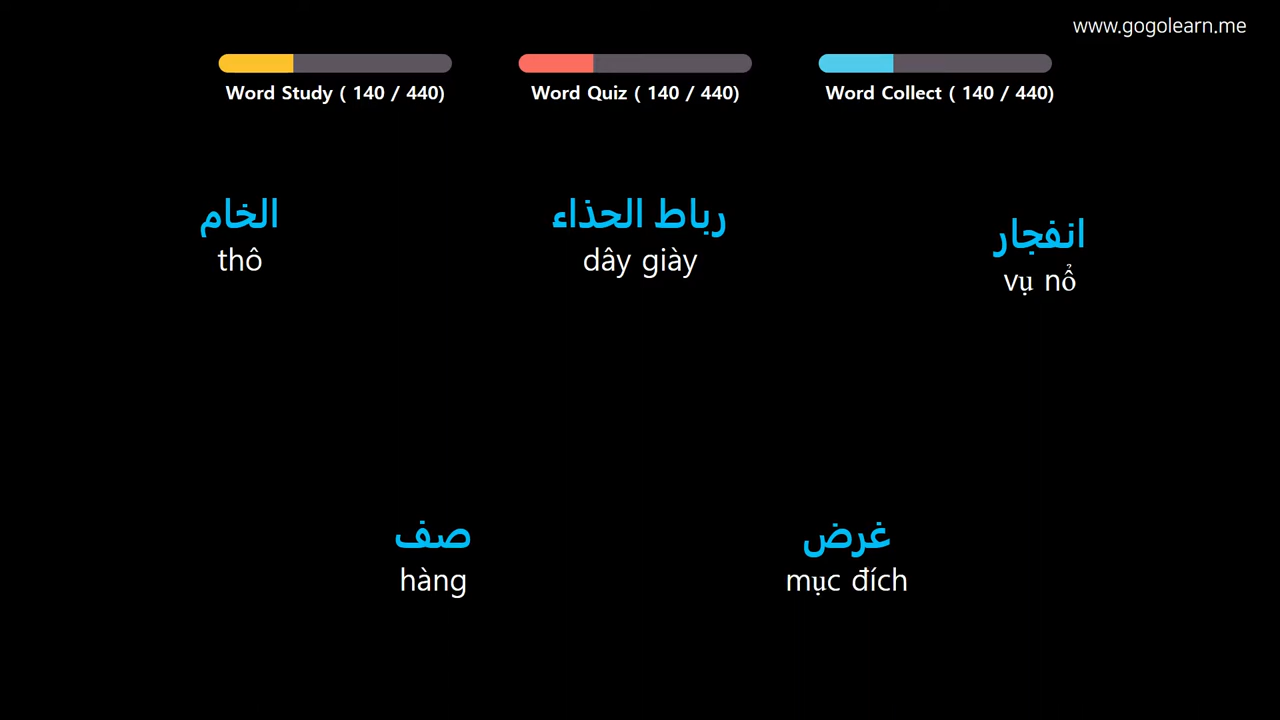 www.gogolearn.me
Word Study ( 140 / 440)
Word Quiz ( 140 / 440)
Word Collect ( 140 / 440)
الخام
thô
رباط الحذاء
dây giày
انفجار
vụ nổ
صف
hàng
غرض
mục đích